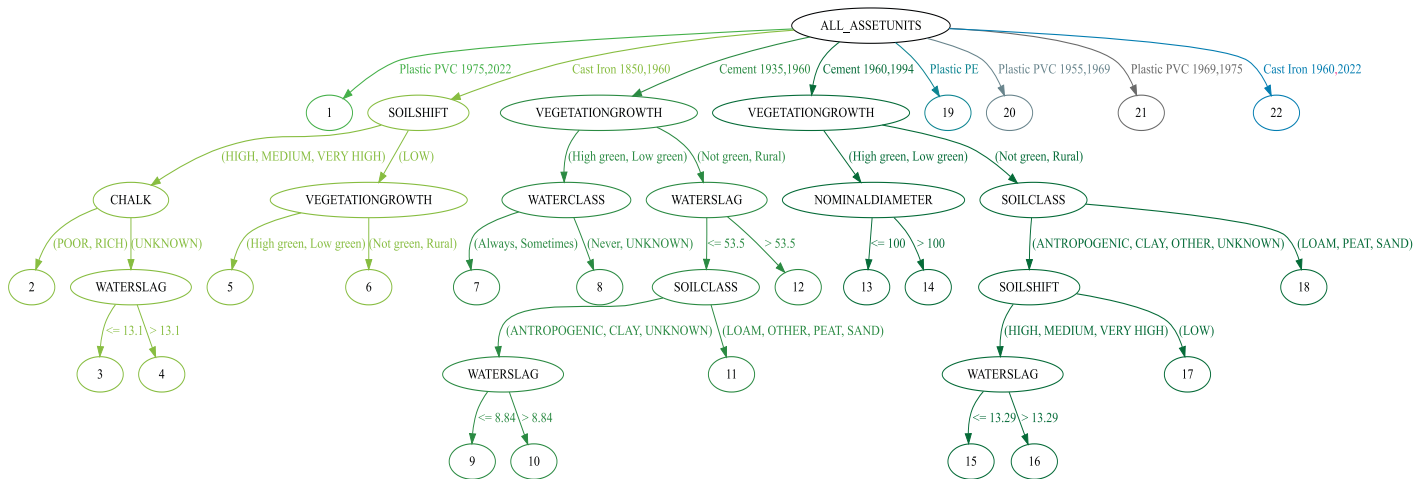 ALL_ASSETUNITS
Plastic PVC 1975,2022
Cast Iron 1850,1960
Cement 1935,1960
Cement 1960,1994
Plastic PE
Plastic PVC 1955,1969
Plastic PVC 1969,1975
Cast Iron 1960,2022
1
SOILSHIFT
VEGETATIONGROWTH
VEGETATIONGROWTH
19
20
21
22
(HIGH, MEDIUM, VERY HIGH)
(LOW)
(High green, Low green)
(Not green, Rural)
(High green, Low green)
(Not green, Rural)
CHALK
VEGETATIONGROWTH
WATERCLASS
WATERSLAG
NOMINALDIAMETER
SOILCLASS
(POOR, RICH)
(UNKNOWN)
(High green, Low green)
(Not green, Rural)
(Always, Sometimes)
(Never, UNKNOWN)
<= 53.5
> 53.5
<= 100
> 100
(ANTROPOGENIC, CLAY, OTHER, UNKNOWN)
(LOAM, PEAT, SAND)
2
WATERSLAG
5
6
7
8
SOILCLASS
12
13
14
SOILSHIFT
18
<= 13.1
> 13.1
(ANTROPOGENIC, CLAY, UNKNOWN)
(LOAM, OTHER, PEAT, SAND)
(HIGH, MEDIUM, VERY HIGH)
(LOW)
3
4
WATERSLAG
11
WATERSLAG
17
<= 8.84
> 8.84
<= 13.29
> 13.29
9
10
15
16